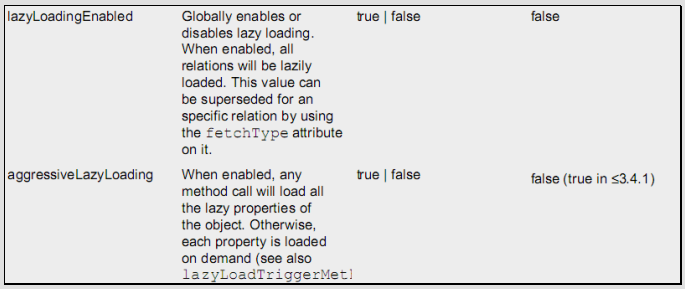 lazyLoadingEnabled
Globally enables or
disables lazy loading.
When enabled, all
relations will be lazily
loaded. This value can
be superseded for an
specific relation by using
the fetchType attribute
on it.
true | false
false
aggressiveLazyLoading
When enabled, any
method call will load all
the lazy properties of
the object. Otherwise,
each property is loaded
on demand (see also
lazyLoadTriggerMetl
true | false
false (true in ≤3.4.1)